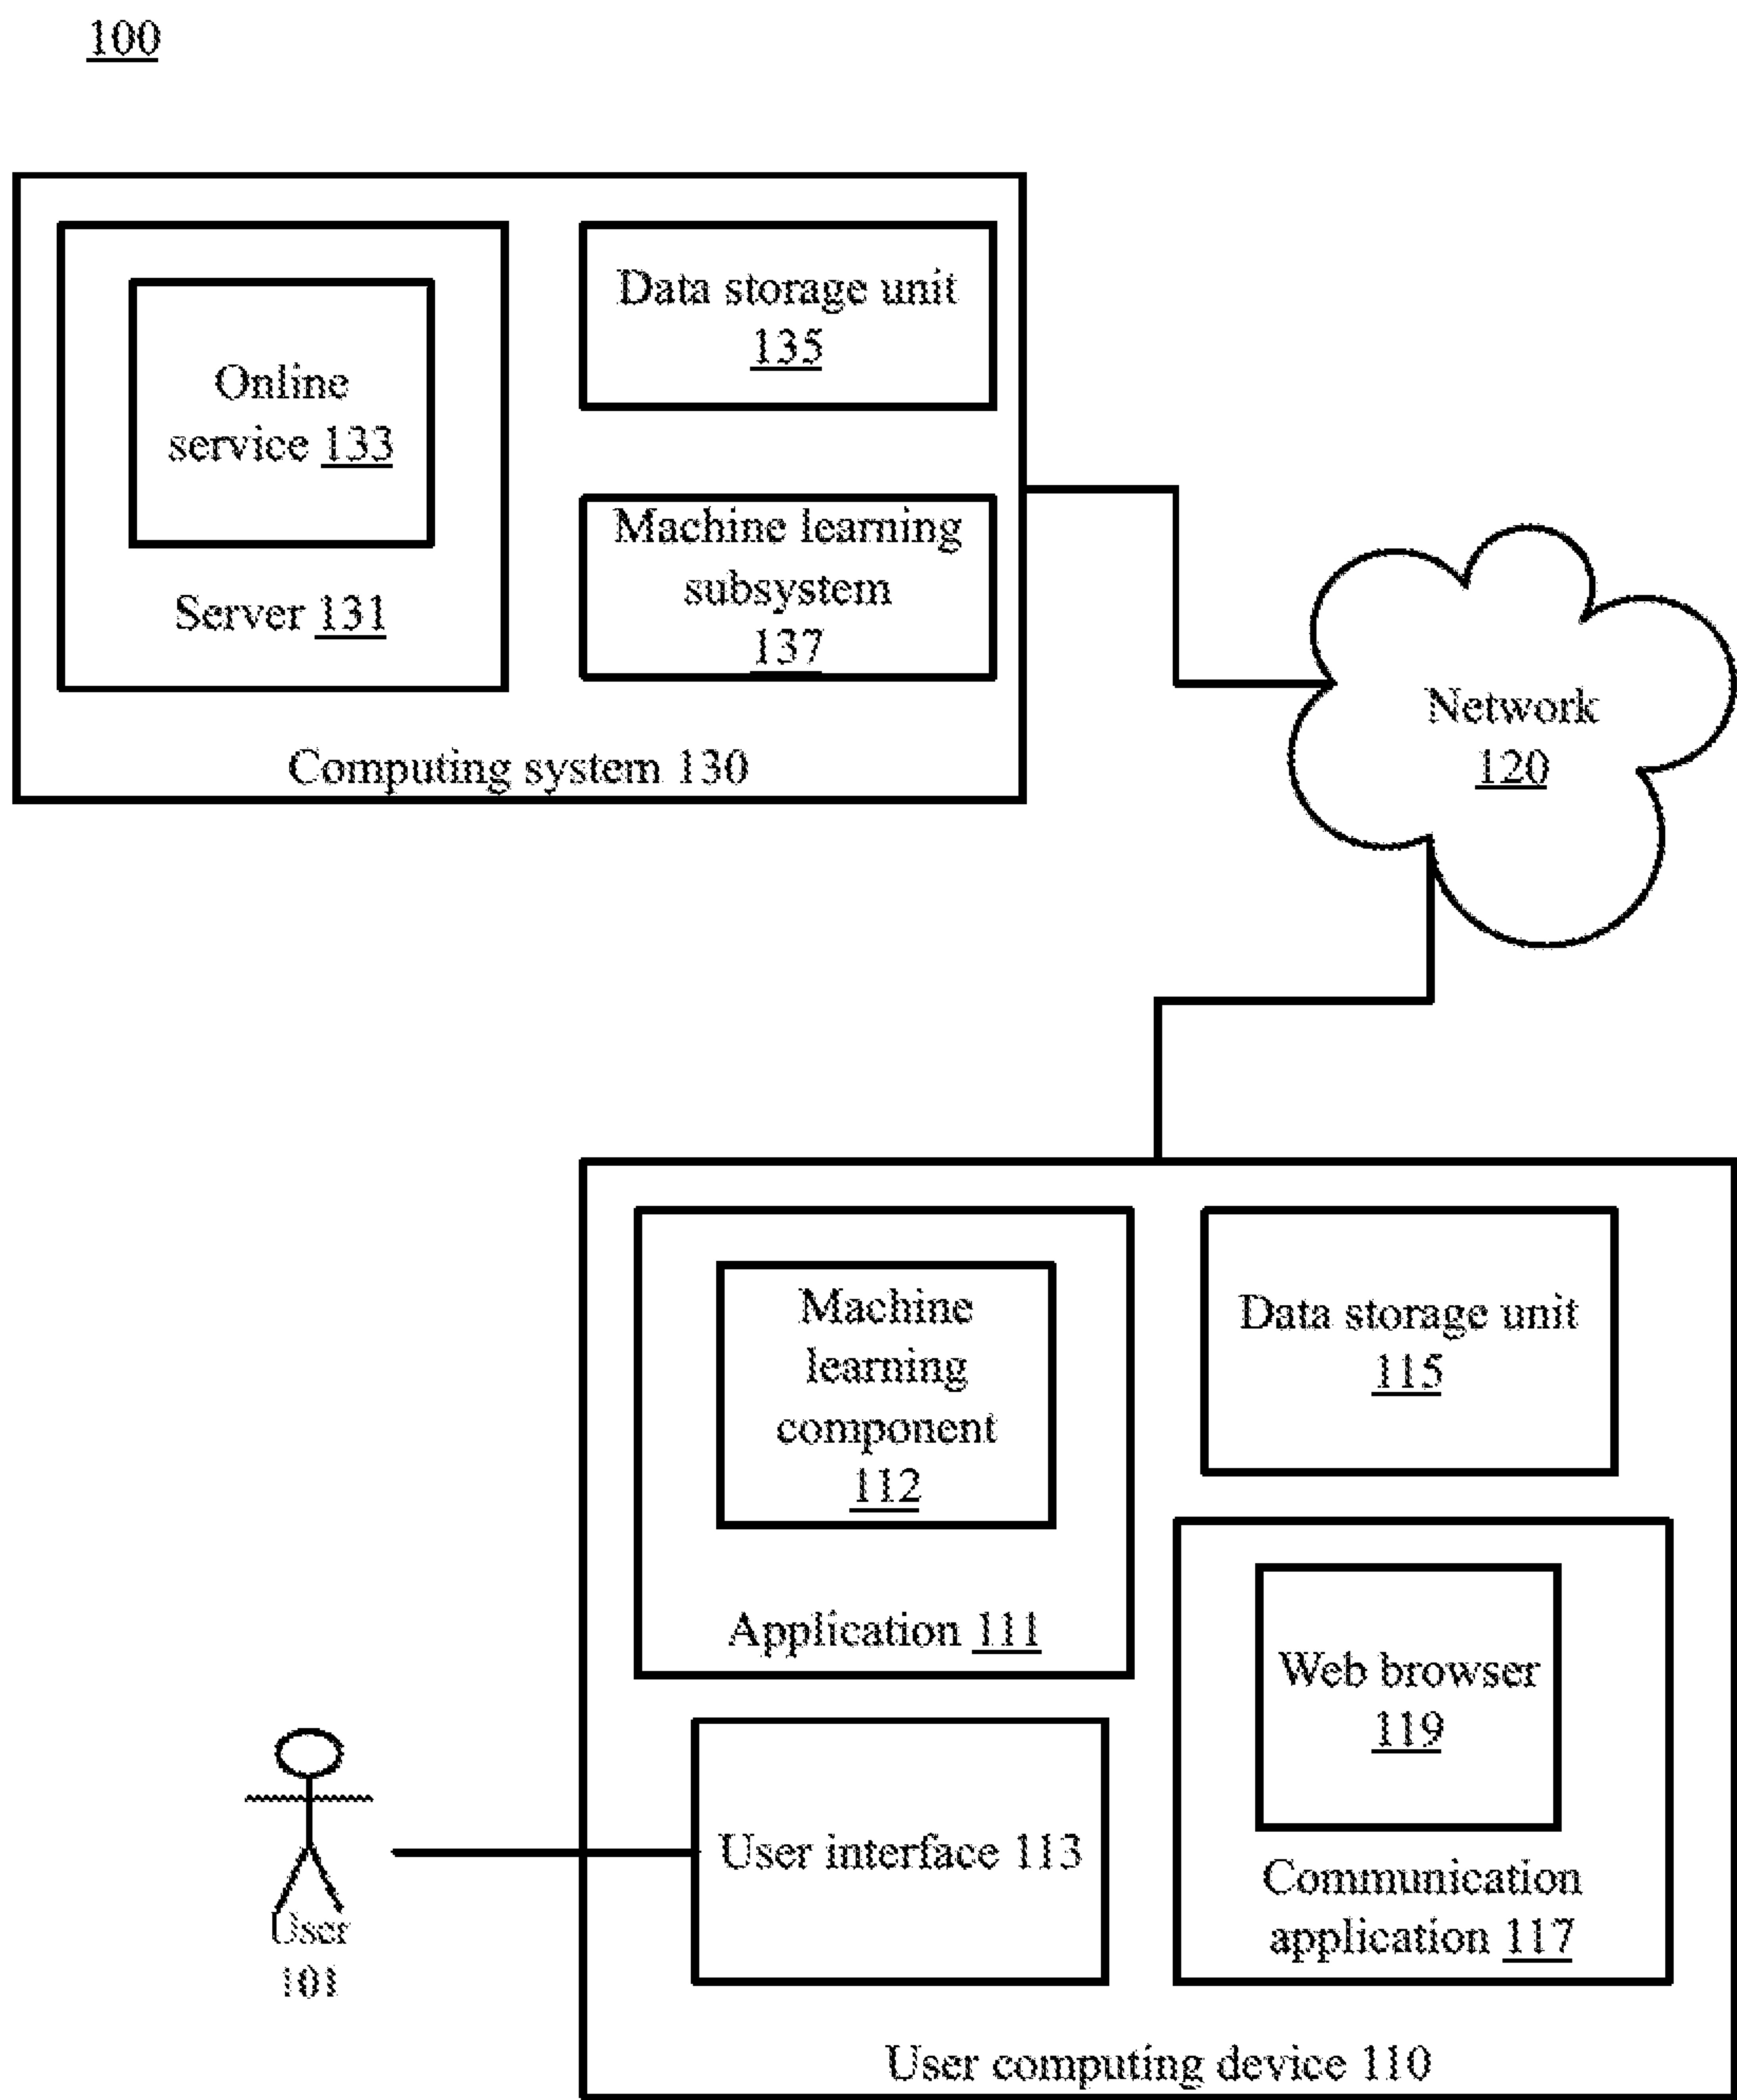 100
Online
service 133
Server 131
Data storage unit
135
Machine learning
subsystem
137
Computing system 130
Network
120
Machine
learning
component
112
Application 111
Data storage unit
115
Web browser
119
Communication
application 117
User interface 113
User
101
User computing device 110